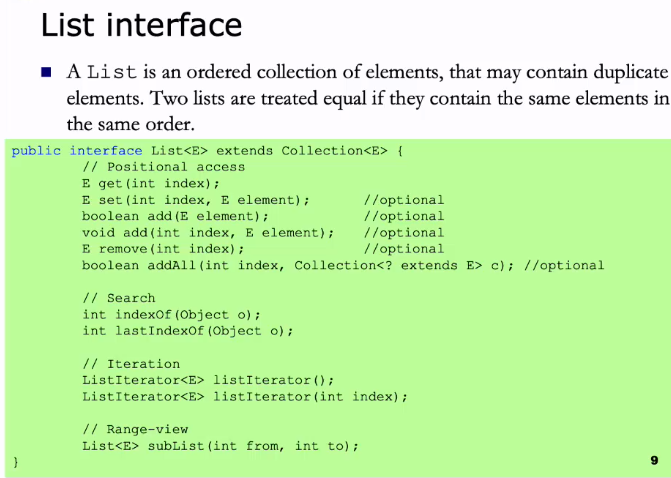 List interface
A List is an ordered collection of elements, that may contain duplicate
elements. Two lists are treated equal if they contain the same elements in
the same order.
public interface List<E> extends Collection<E> {
// Positional access
E get(int index);
E set(int index, E element); //optional
boolean add(E element); //optional
void add(int index, E element); //optional
E remove(int index); //optional
boolean addAll(int index, Collection<? extends E> c); //optional
// Search
int indexOf(Object o);
int lastIndexOf(Object o);
// Iteration
ListIterator<E> listIterator();
ListIterator<E> listIterator(int index);
// Range-view
List<E> subList(int from, int to);
}
9